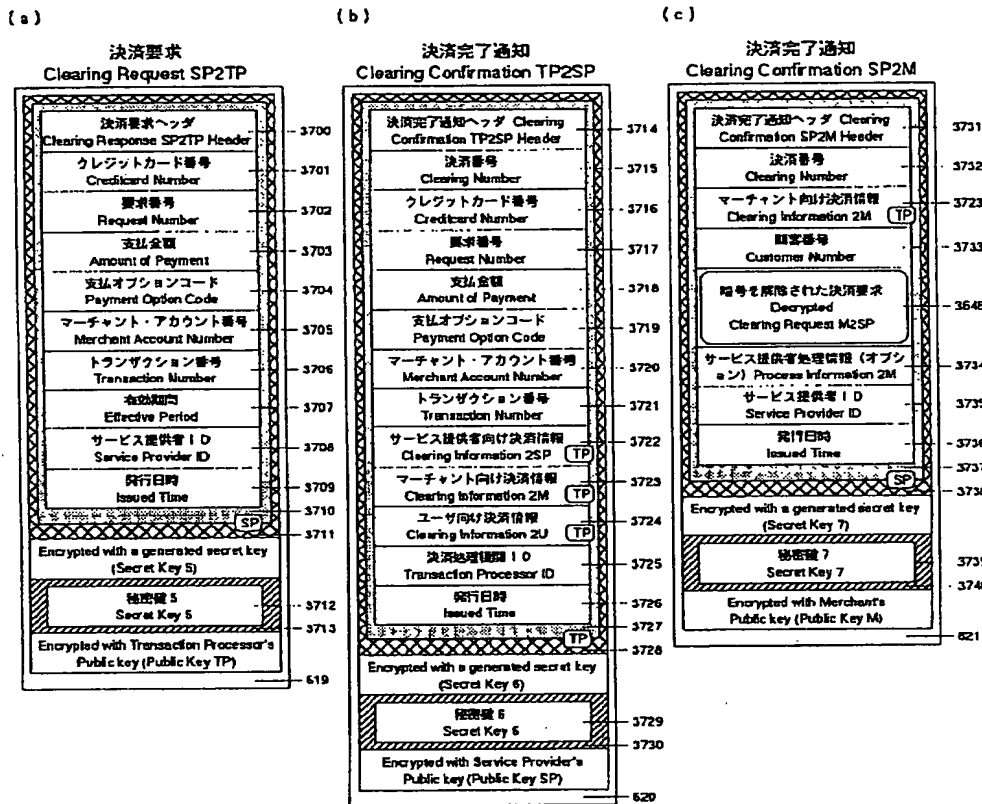 (a)
決済要求
Clearing Request SP2TP
決済要求ヘッダ
Clearing Response SP2TP Header
3700
クレジットカード番号
Creditcard Number
3701
要求番号
Request Number
3702
支払金額
Amount of Payment
3703
支払オプションコード
Payment Option Code
3704
マーチャント・アカウント番号
Merchant Account Number
3705
トランザクション番号
Transaction Number
3706
有効期間
Effective Period
3707
サービス提供者ID
Service Provider ID
3708
発行日時
Issued Time
3709
3710
SP
3711
Encrypted with a generated secret key
(Secret Key 5)
秘密鍵 5
Secret Key 5
3712
3713
Encrypted with Transaction Processor's
Public key (Public Key TP)
619
(b)
決済完了通知
Clearing Confirmation TP2SP
決済完了通知ヘッダ Clearing
Confirmation TP2SP Header
3714
決済番号
Clearing Number
3715
クレジットカード番号
Creditcard Number
3716
要求番号
Request Number
3717
支払金額
Amount of Payment
3718
支払オプションコード
Payment Option Code
3719
マーチャント・アカウント番号
Merchant Account Number
3720
トランザクション番号
Transaction Number
3721
サービス提供者向け決済情報
Clearing Information 2SP
TP
3722
マーチャント向け決済情報
Clearing Information 2M
TP
3723
ユーザ向け決済情報
Clearing Information 2U
TP
3724
決済処理機関ID
Transaction Processor ID
3725
発行日時
Issued Time
3726
3727
TP
3728
Encrypted with a generated secret key
(Secret Key 6)
秘密鍵 6
Secret Key 6
3729
3730
Encrypted with Service Provider's
Public key (Public Key SP)
620
(c)
決済完了通知
Clearing Confirmation SP2M
決済完了通知ヘッダ Clearing
Confirmation SP2M Header
3731
決済番号
Clearing Number
3732
マーチャント向け決済情報
Clearing Information 2M
TP
3723
顧客番号
Customer Number
3733
暗号を解除された決済要求
Decrypted
Clearing Request M2SP
3648
サービス提供者処理情報(オプシ
ョン) Process Information 2M
3734
サービス提供者ID
Service Provider ID
3735
発行日時
Issued Time
3736
3737
SP
3738
Encrypted with a generated secret key
(Secret Key 7)
秘密鍵 7
Secret Key 7
3739
3740
Encrypted with Merchant's
Public key (Public Key M)
621